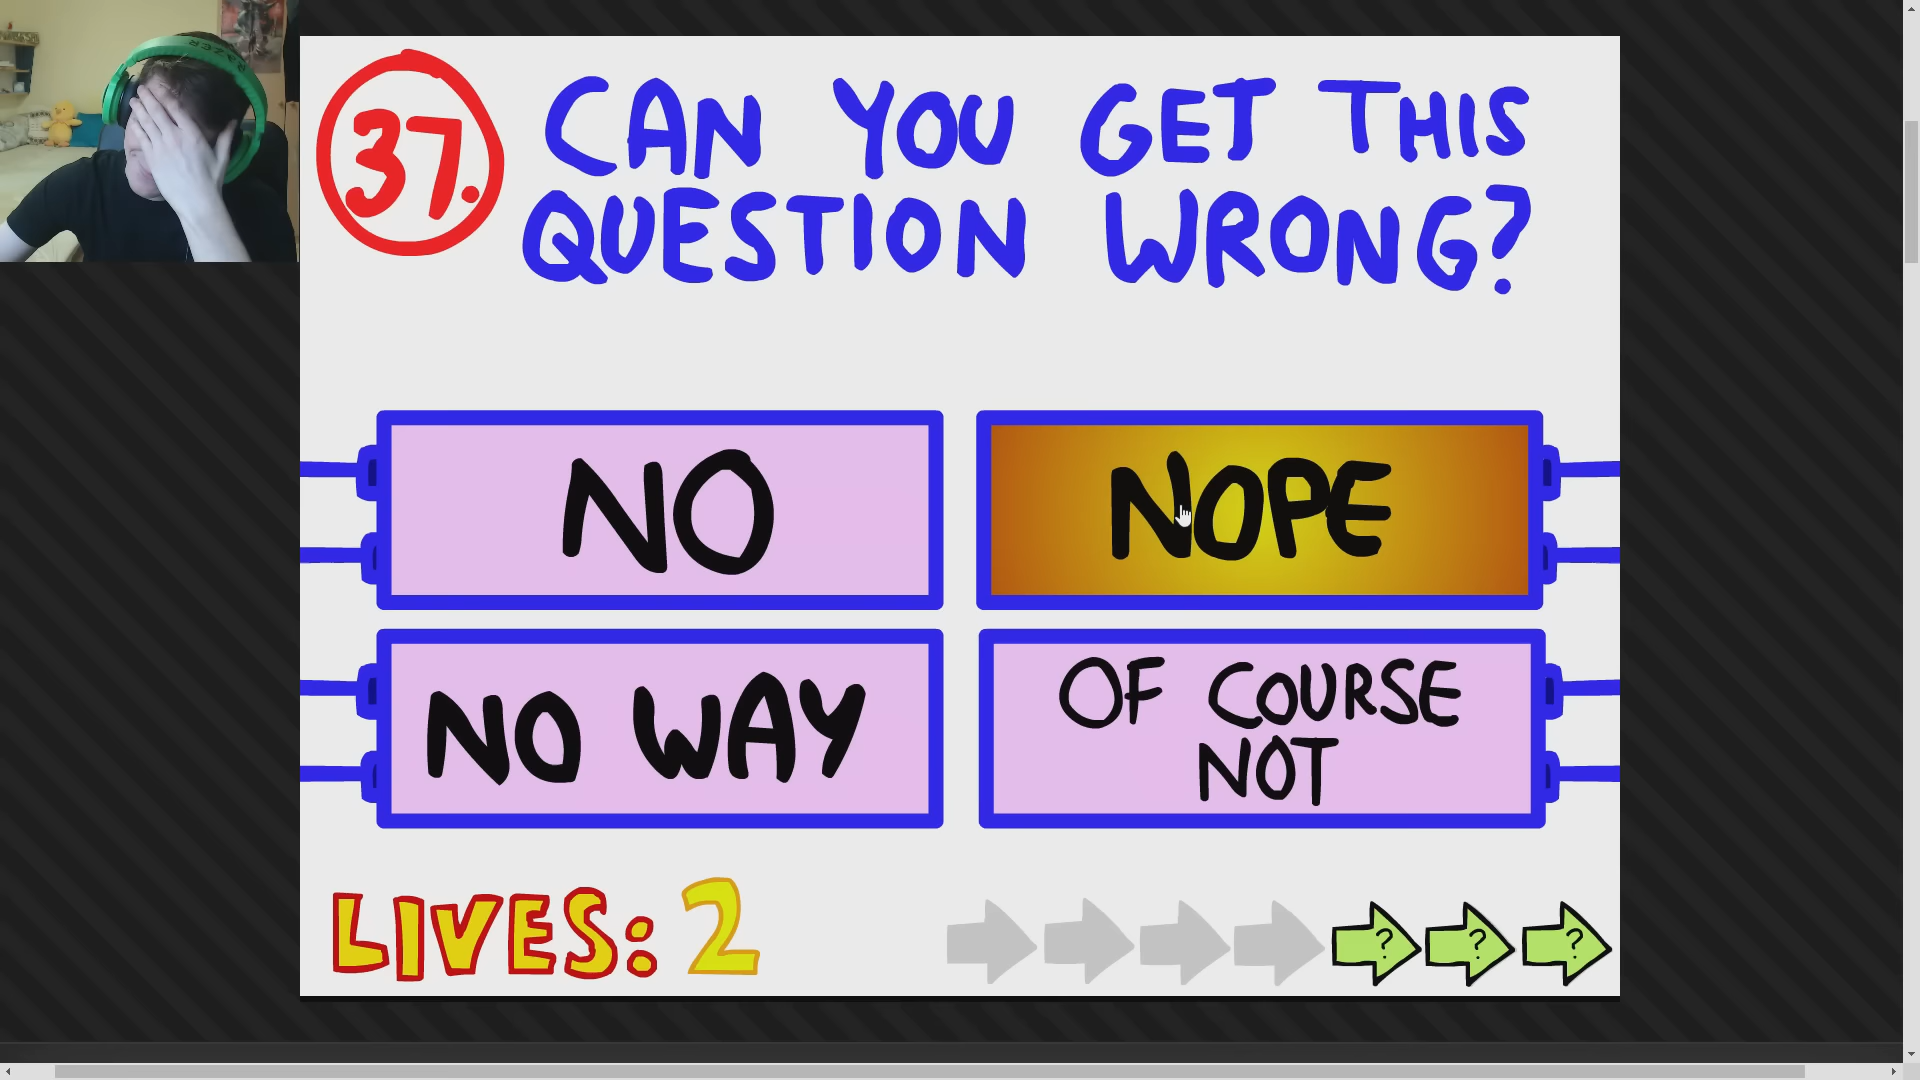 37.
CAN YOU GET THIS
QUESTION WRONG?
NO
NOPE
NO WAY
OF COURSE
NOT
LIVES: 2
? ? ?